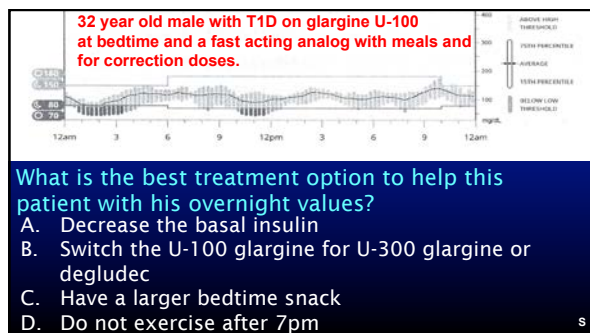 32 year old male with T1D on glargine U-100
at bedtime and a fast acting analog with meals and
for correction doses.
400
300
200
100
mg/dL
ABOVE HIGH
THRESHOLD
75TH PERCENTILE
AVERAGE
15TH PERCENTILE
BELOW LOW
THRESHOLD
180
150
80
70
12am 3 6 9 12pm 3 6 9 12am
What is the best treatment option to help this
patient with his overnight values?
A. Decrease the basal insulin
B. Switch the U-100 glargine for U-300 glargine or
degludec
C. Have a larger bedtime snack
D. Do not exercise after 7pm
S